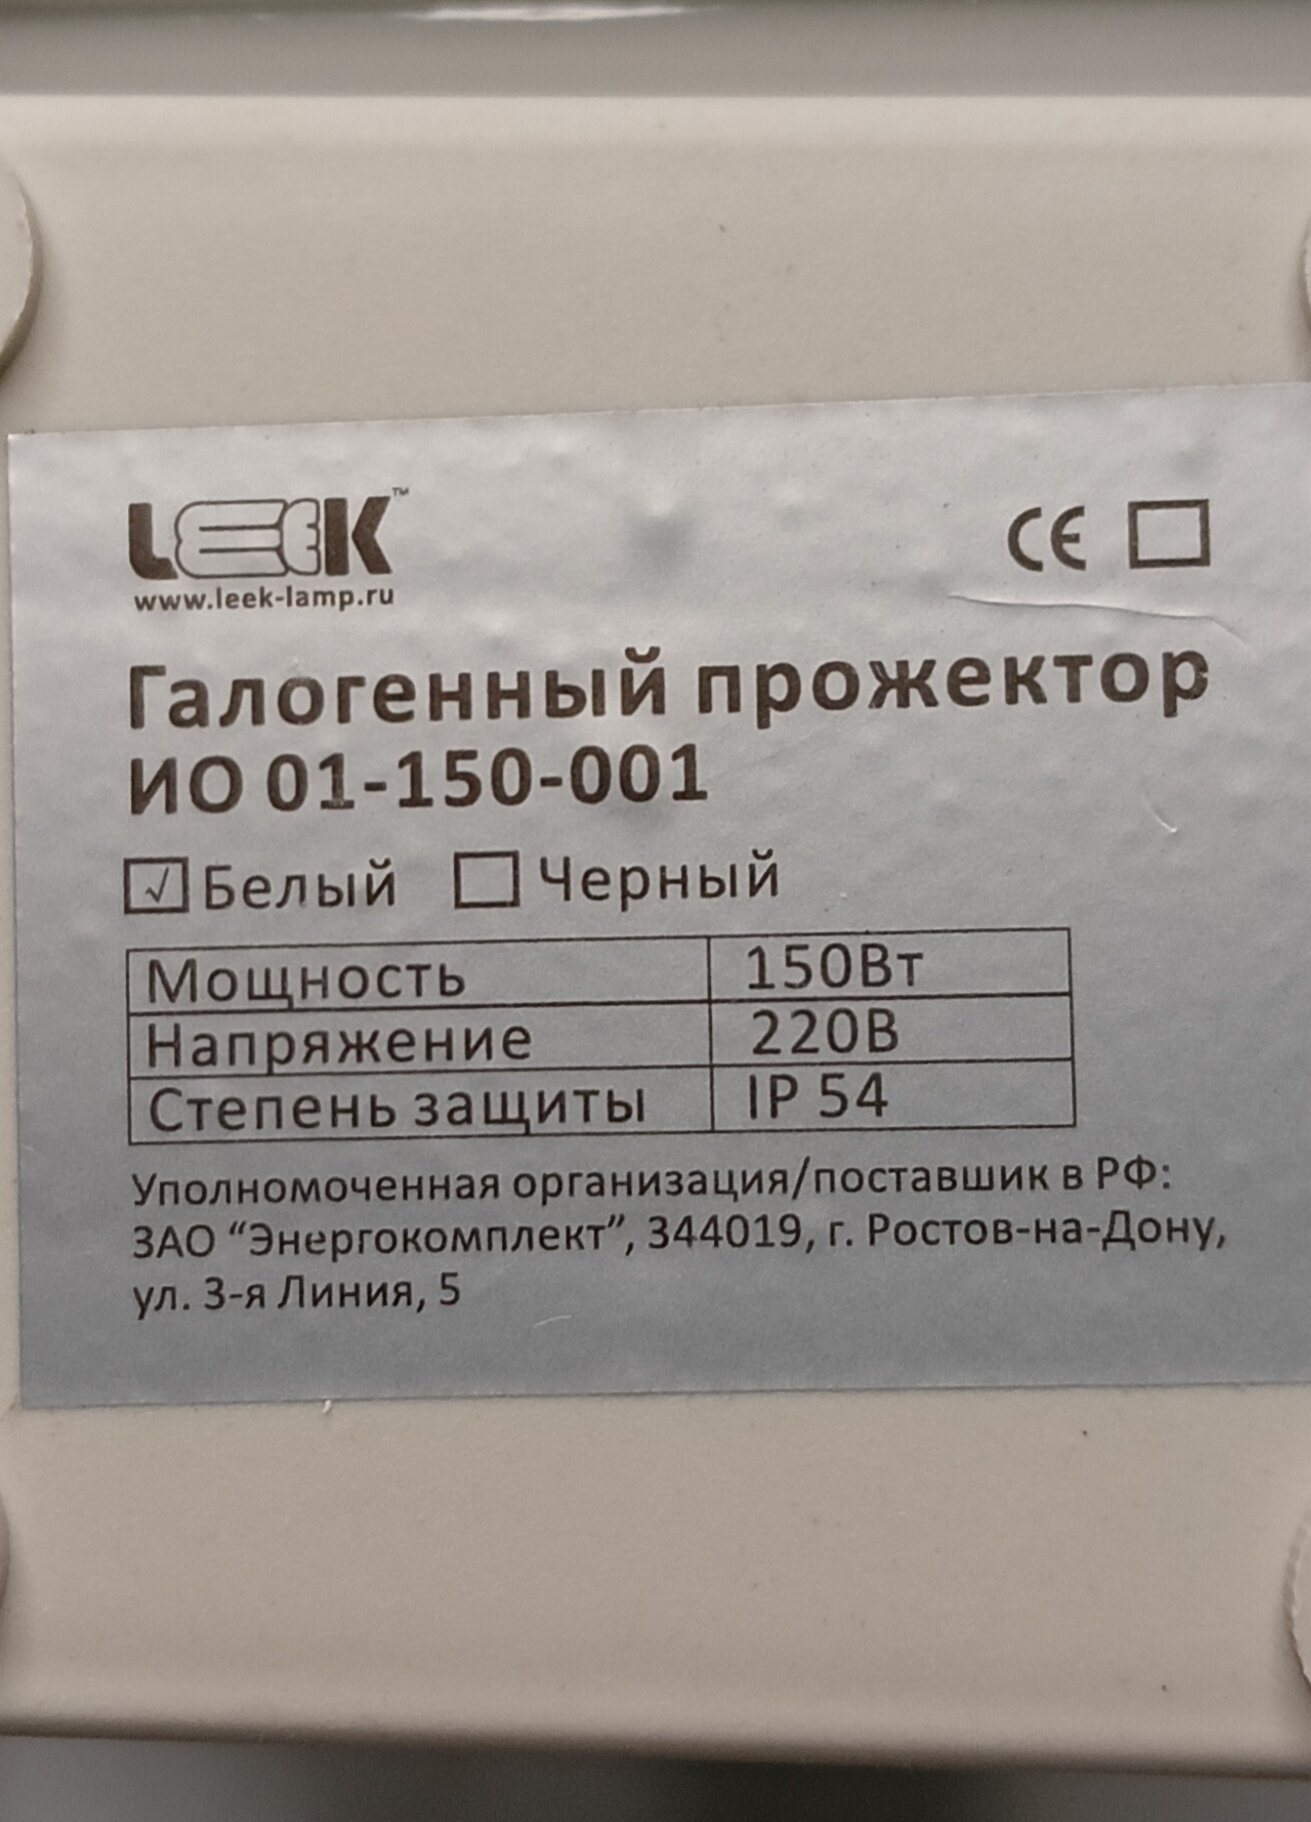 LEEK™
www.leek-lamp.ru
CE
Галогенный прожектор
ИО 01-150-001
√ Белый Черный
Мощность 150Вт
Напряжение 220В
Степень защиты IP 54
Уполномоченная организация/поставшик в РФ:
ЗАО “Энергокомплект”, 344019, г. Ростов-на-Дону,
ул. 3-я Линия, 5